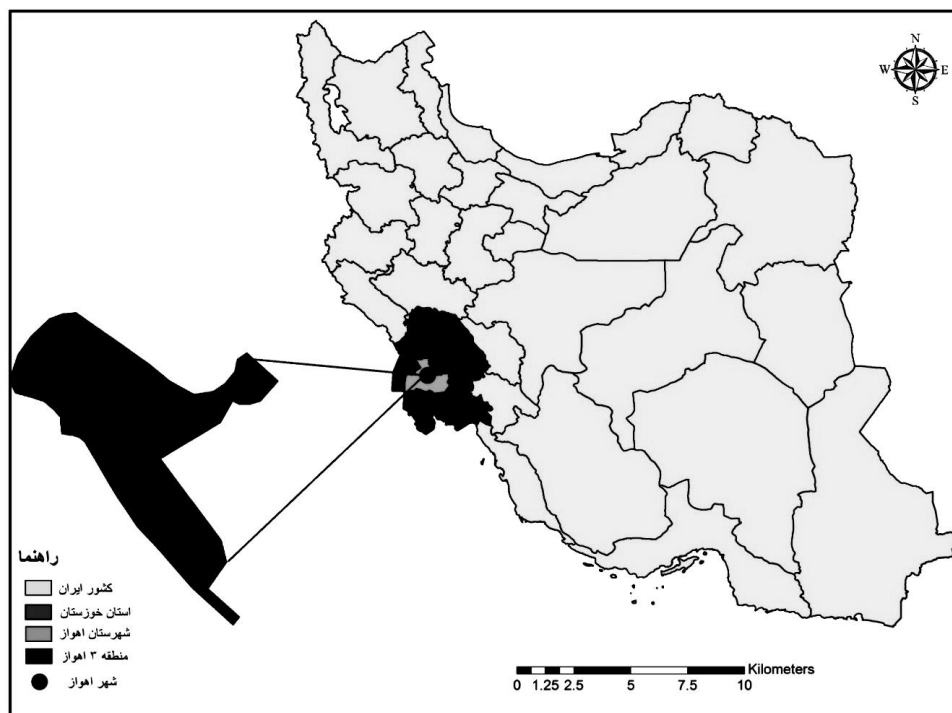 N
W E
S
راهنما
کشور ایران
استان خوزستان
شهرستان اهواز
منطقه ۳ اهواز
شهر اهواز
Kilometers
0 1.25 2.5 5 7.5 10